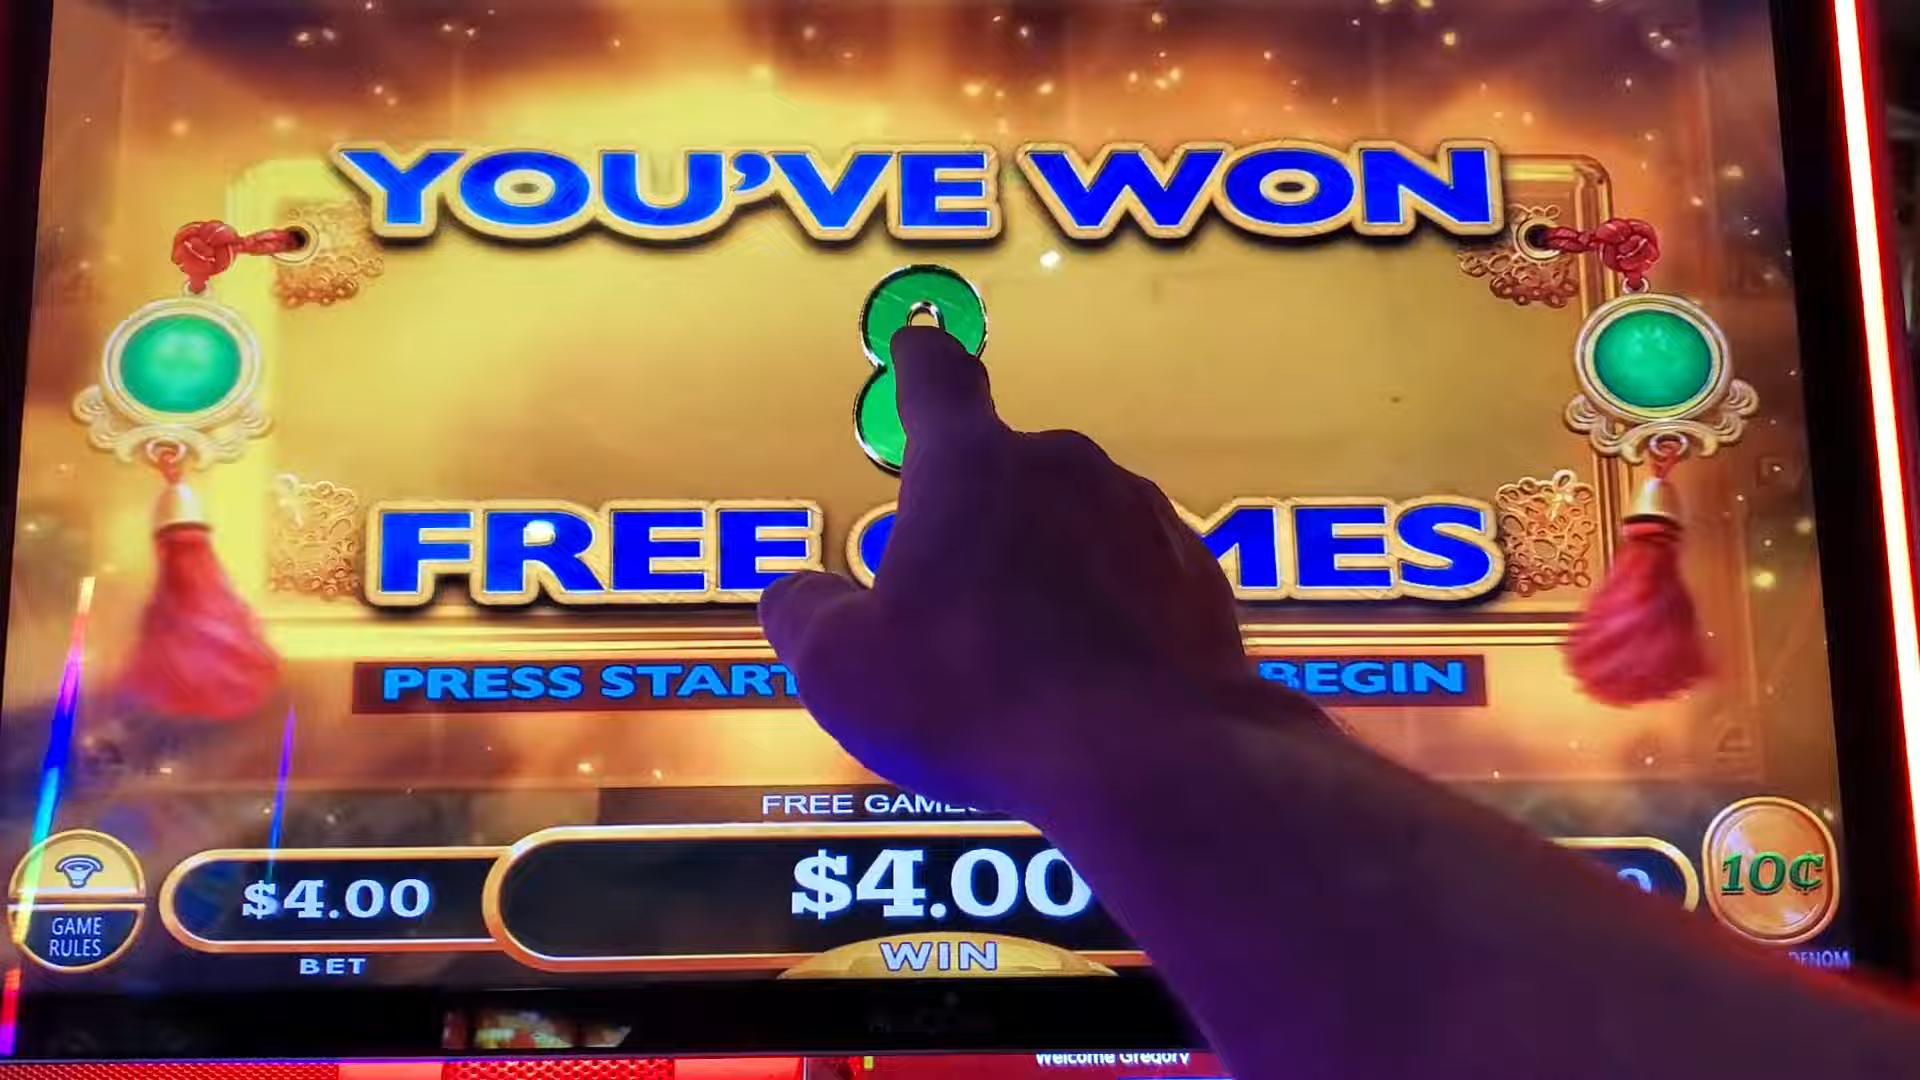 YOU'VE WON
8
FREE MES
PRESS START BEGIN
FREE GAMES
$4.00
$4.00
10¢
GAME
RULES
BET
WIN
DENOM
Welcome Gregory